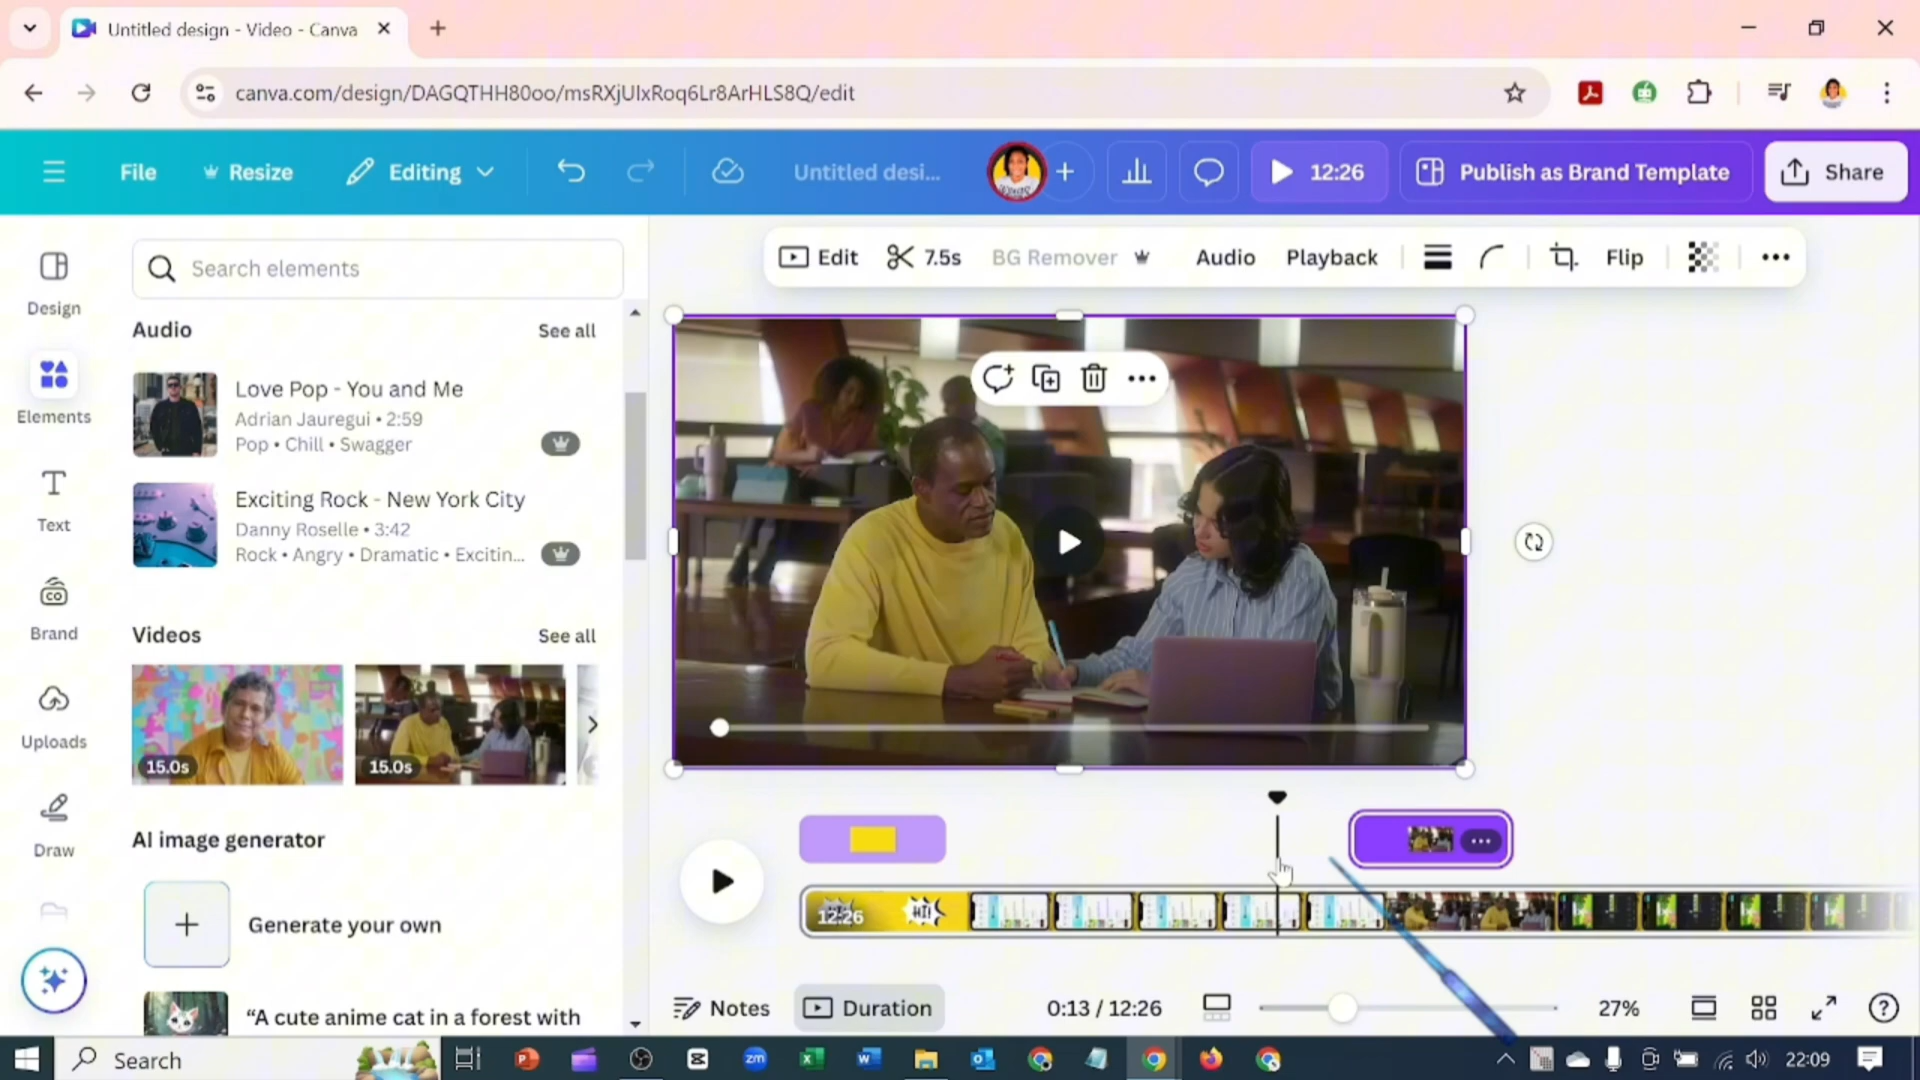 Untitled design - Video - Canva
canva.com/design/DAGQTHH80oo/msRXjUIxRoq6Lr8ArHLS8Q/edit
File
Resize
Editing
Untitled desi...
12:26
Publish as Brand Template
Share
Edit
7.5s
BG Remover
Audio
Playback
Flip
Design
Elements
Text
Brand
Uploads
Draw
Search elements
Audio
See all
Love Pop - You and Me
Adrian Jauregui • 2:59
Pop • Chill • Swagger
Exciting Rock - New York City
Danny Roselle • 3:42
Rock • Angry • Dramatic • Excitin...
Videos
See all
15.0s
15.0s
AI image generator
Generate your own
“A cute anime cat in a forest with
12:26
HI!
Notes
Duration
0:13 / 12:26
27%
Search
22:09